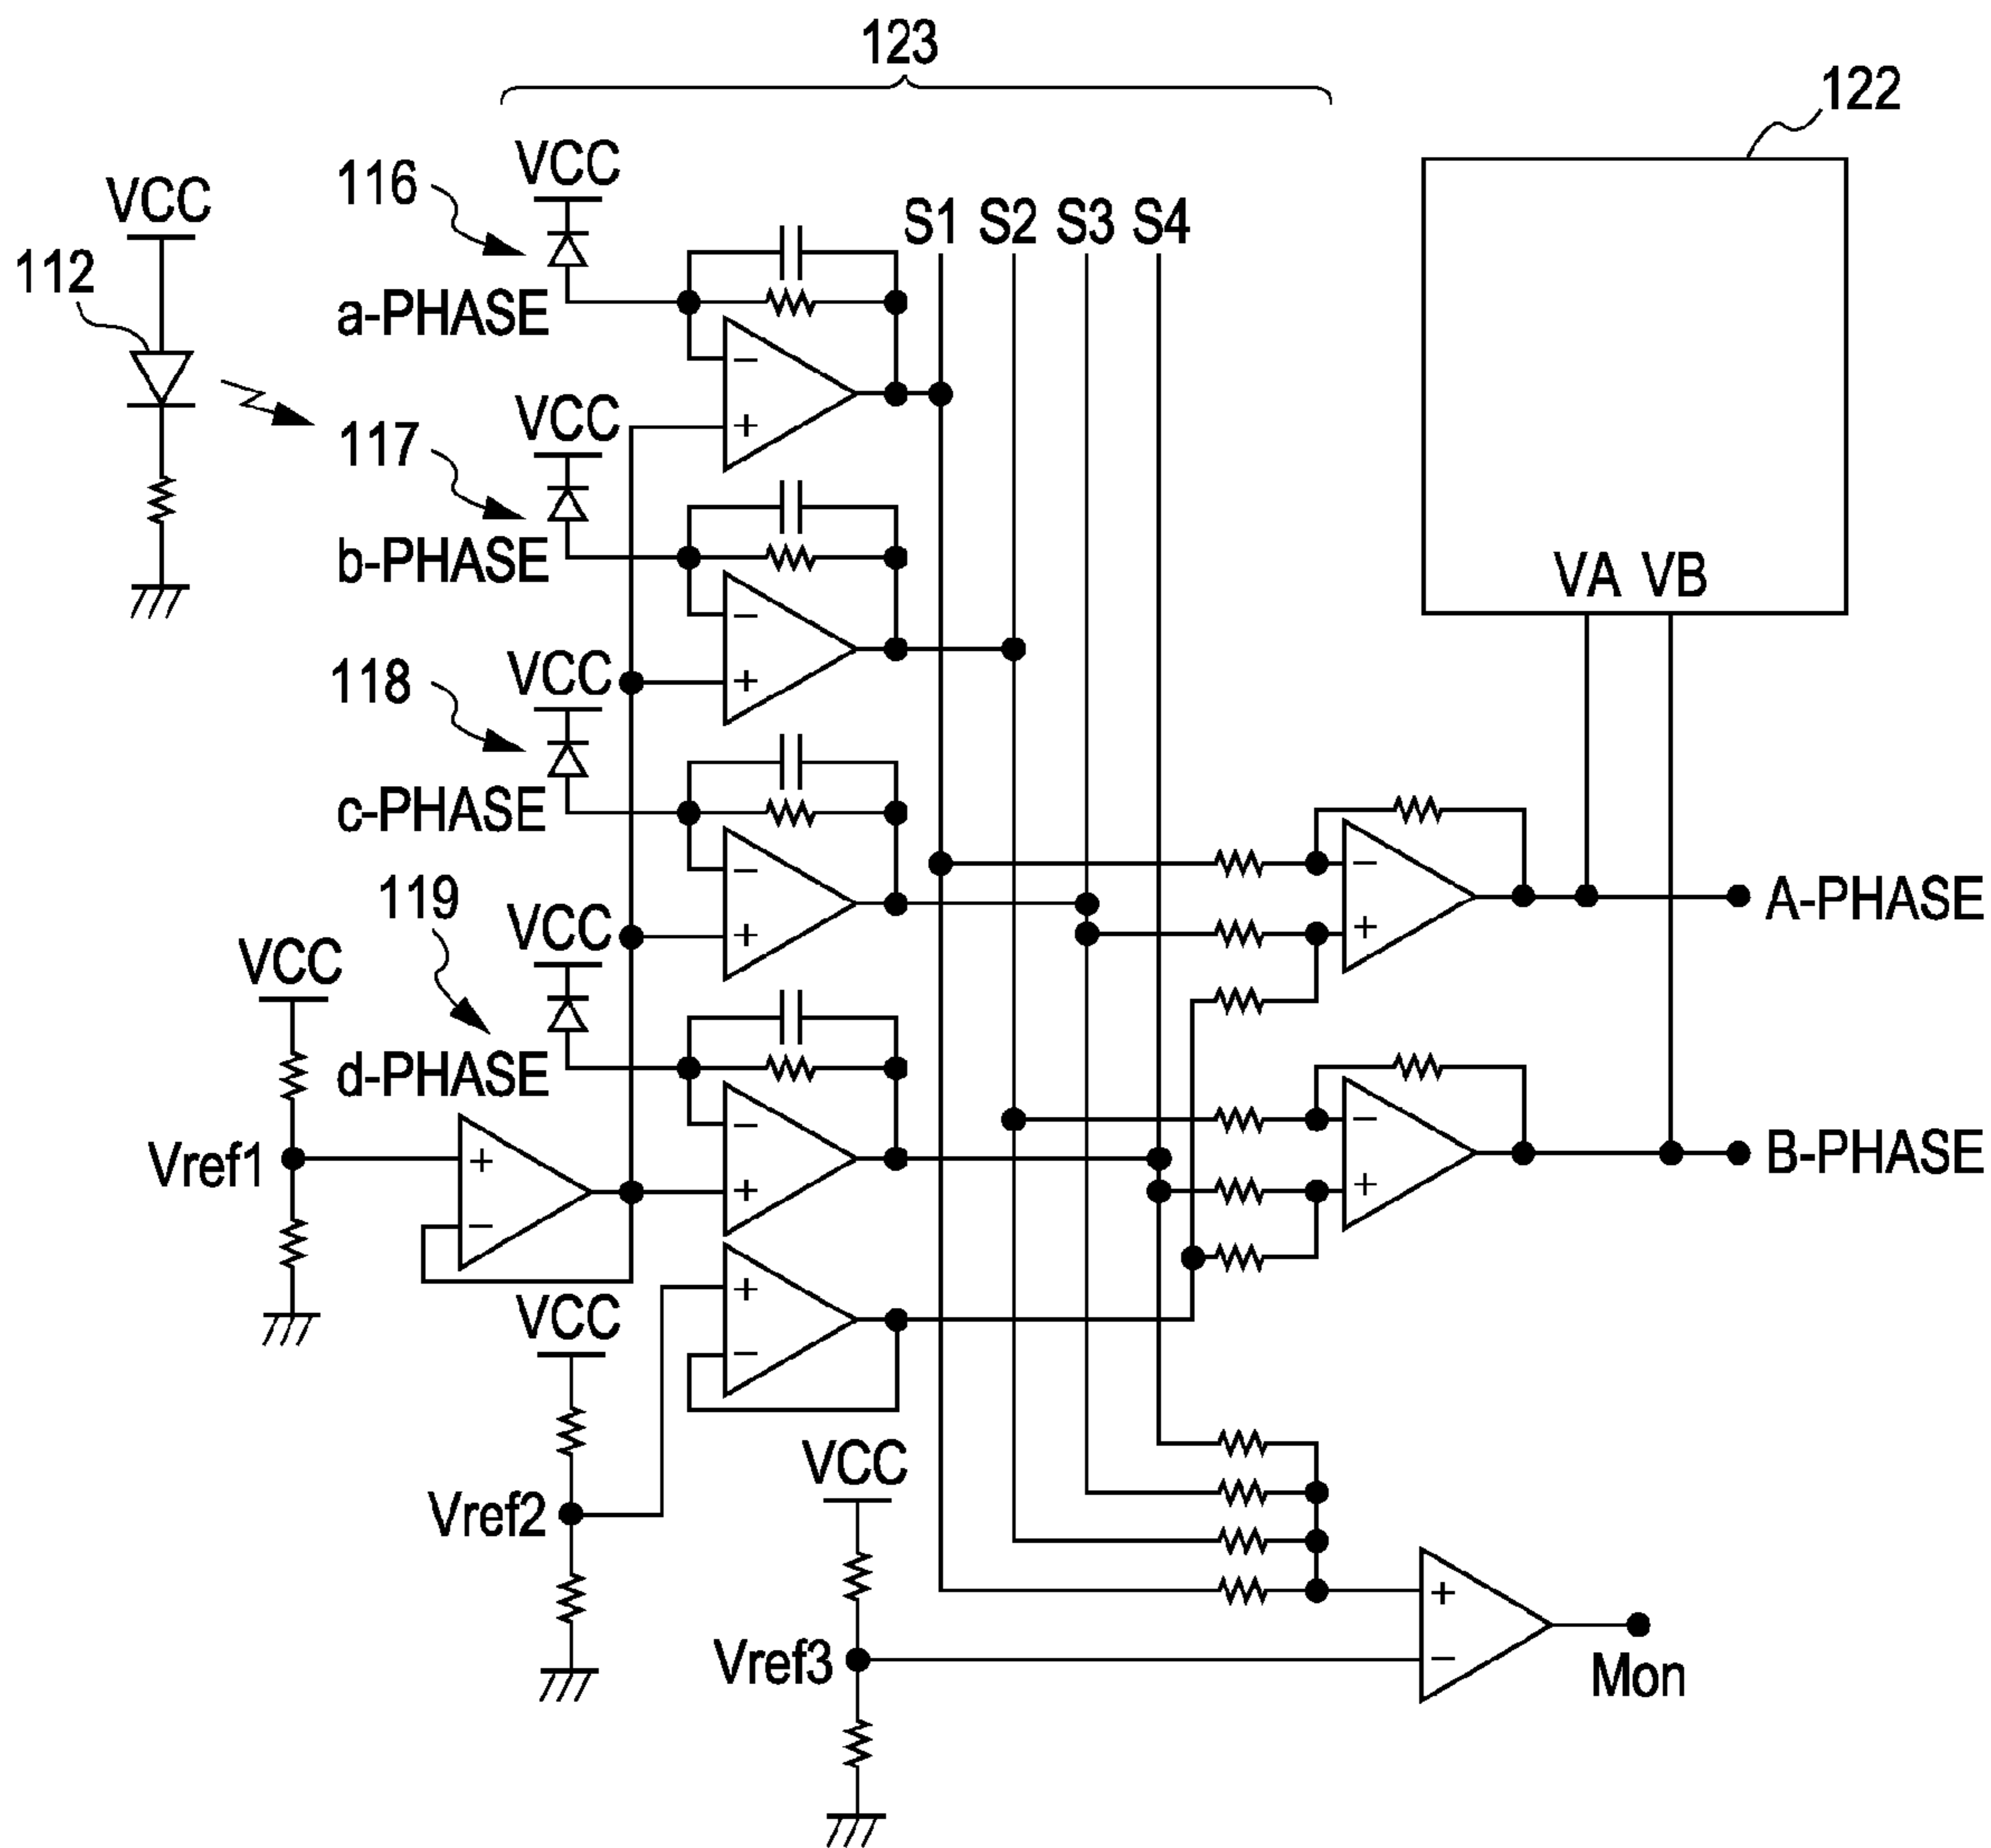 123
122
116
VCC
VCC
S1 S2 S3 S4
112
a-PHASE
−
+
VCC
117
b-PHASE
−
+
VA VB
VCC
118
c-PHASE
−
+
−
+
A-PHASE
119
VCC
VCC
d-PHASE
−
+
−
+
B-PHASE
Vref1
+
−
VCC
+
−
VCC
Vref2
+
−
Vref3
Mon